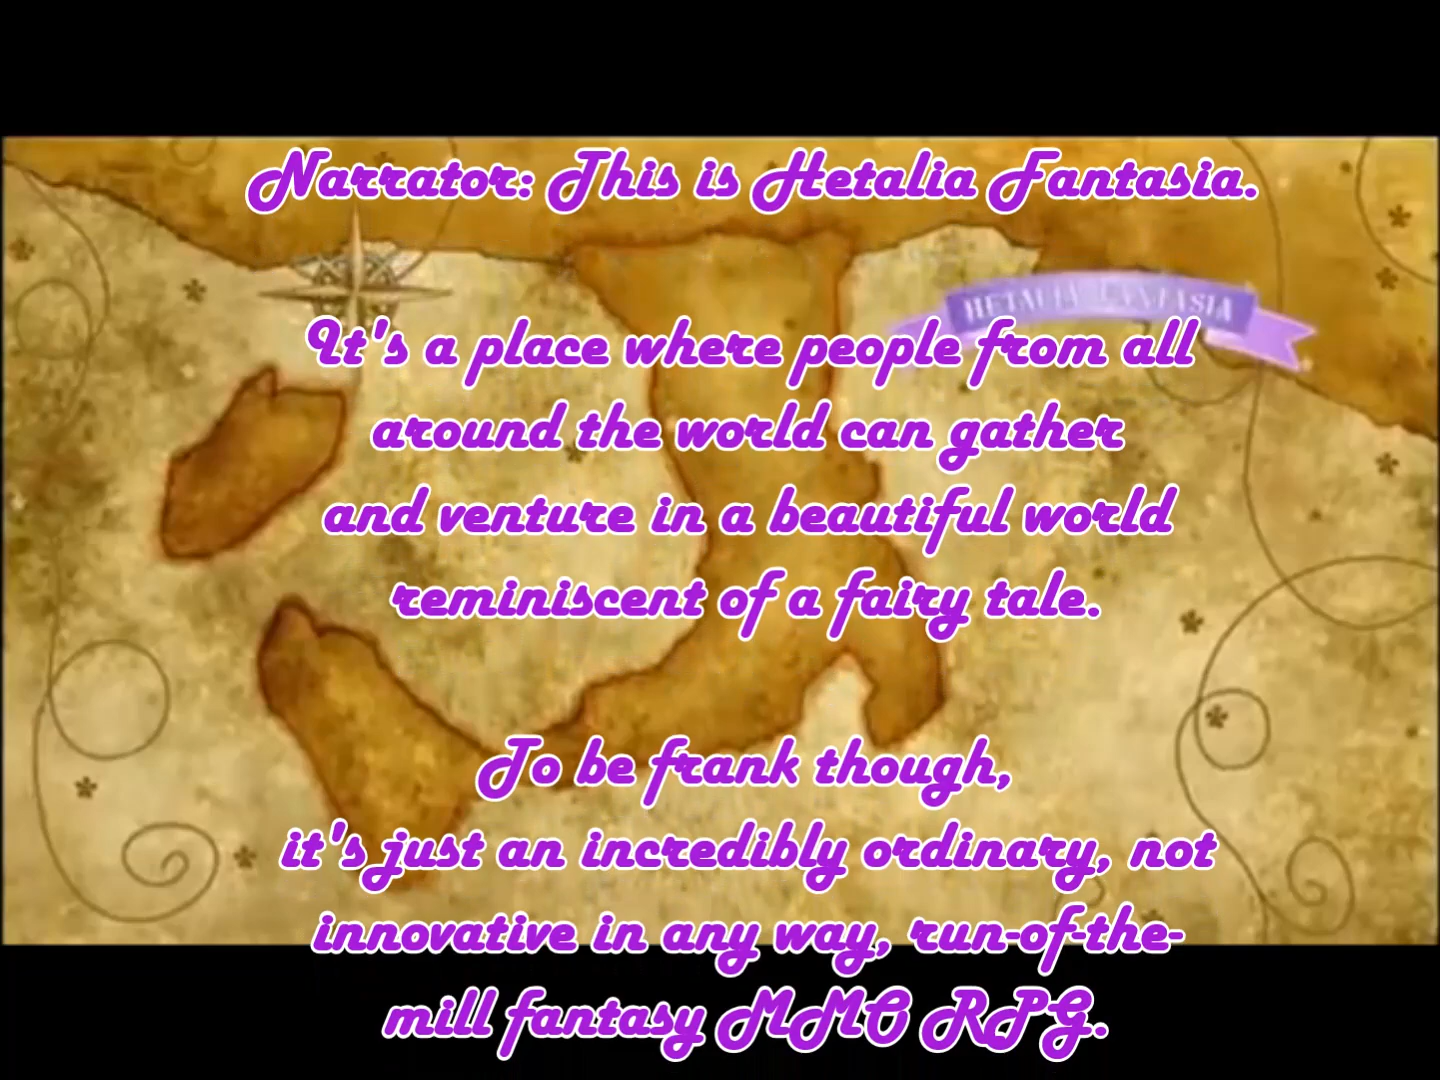 Narrator: This is Hetalia Fantasia.
HETALIA FANTASIA
It's a place where people from all
around the world can gather
and venture in a beautiful world
reminiscent of a fairy tale.
To be frank though,
it's just an incredibly ordinary, not
innovative in any way, run-of-the-
mill fantasy MMO RPG.